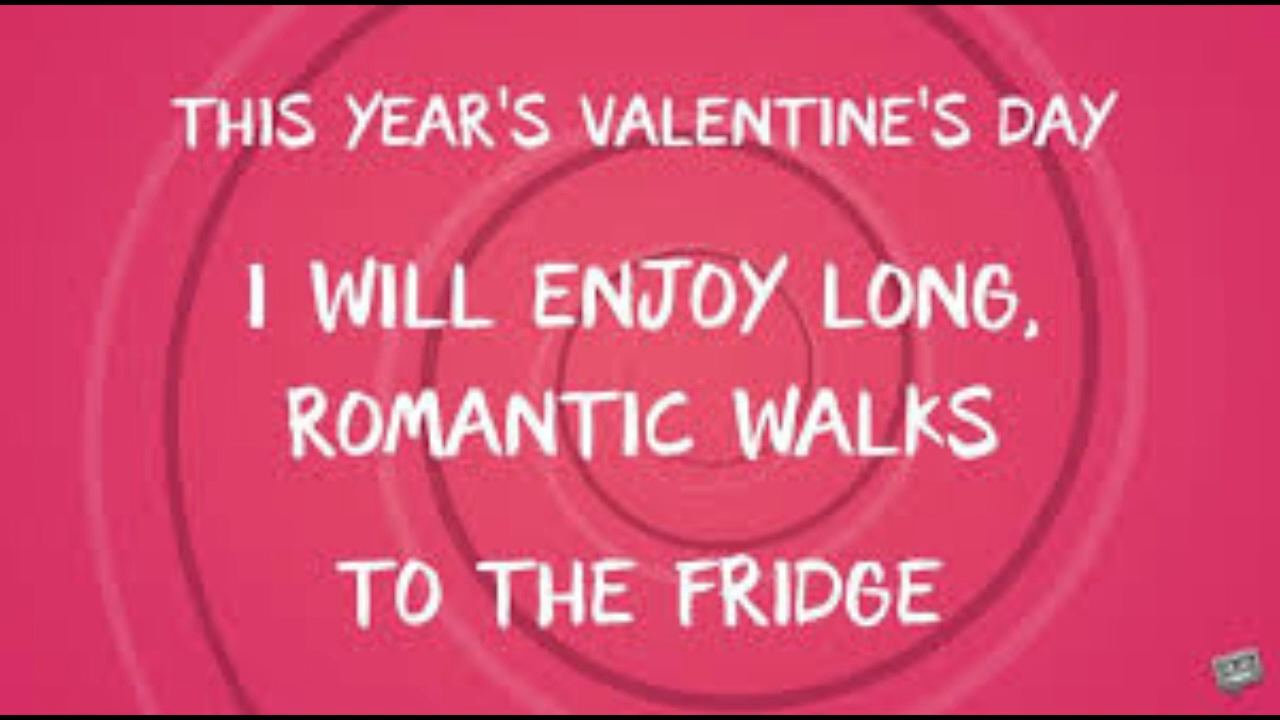 THIS YEAR'S VALENTINE'S DAY
I WILL ENJOY LONG,
ROMANTIC WALKS
TO THE FRIDGE